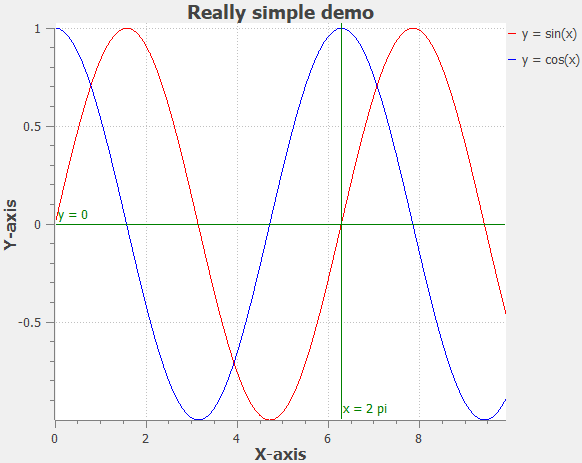 Really simple demo
y = sin(x)
y = cos(x)
1
0.5
0
-0.5
y = 0
x = 2 pi
Y-axis
0 2 4 6 8
X-axis